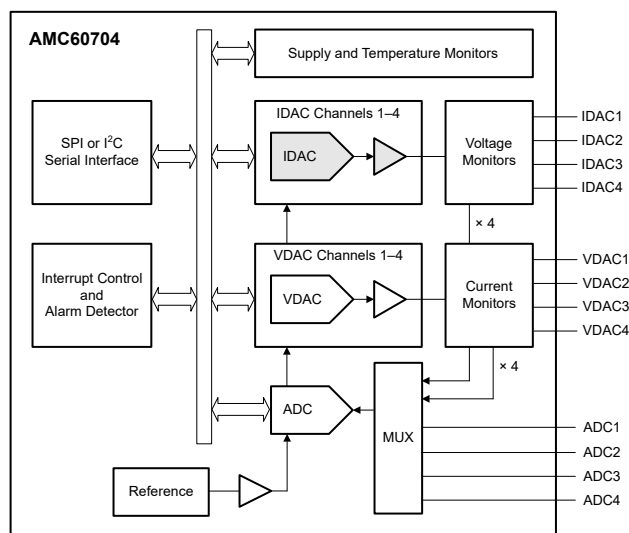 AMC60704
Supply and Temperature Monitors
SPI or I²C
Serial Interface
IDAC Channels 1–4
IDAC
Voltage
Monitors
IDAC1
IDAC2
IDAC3
IDAC4
× 4
Interrupt Control
and
Alarm Detector
VDAC Channels 1–4
VDAC
Current
Monitors
VDAC1
VDAC2
VDAC3
VDAC4
× 4
ADC
MUX
ADC1
ADC2
ADC3
ADC4
Reference